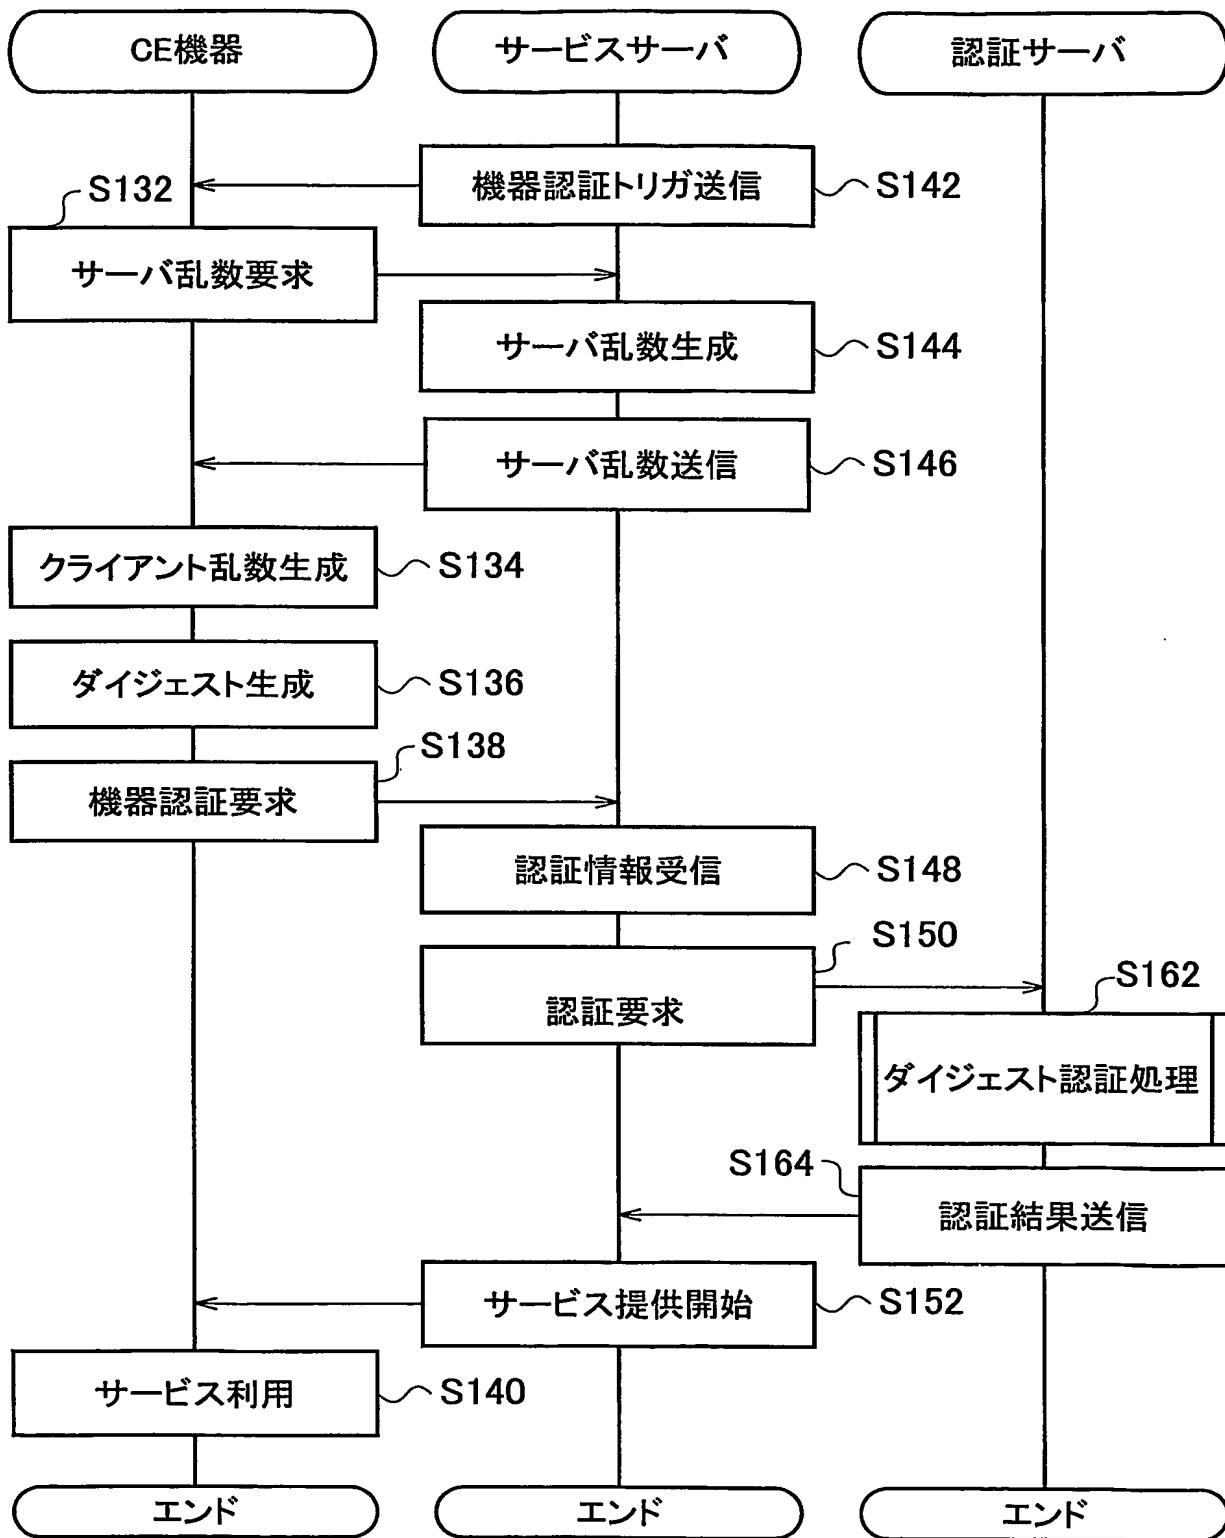 CE機器
サービスサーバ
認証サーバ
機器認証トリガ送信
S142
S132
サーバ乱数要求
サーバ乱数生成
S144
サーバ乱数送信
S146
クライアント乱数生成
S134
ダイジェスト生成
S136
S138
機器認証要求
認証情報受信
S148
S150
認証要求
S162
ダイジェスト認証処理
S164
認証結果送信
サービス提供開始
S152
サービス利用
S140
エンド
エンド
エンド